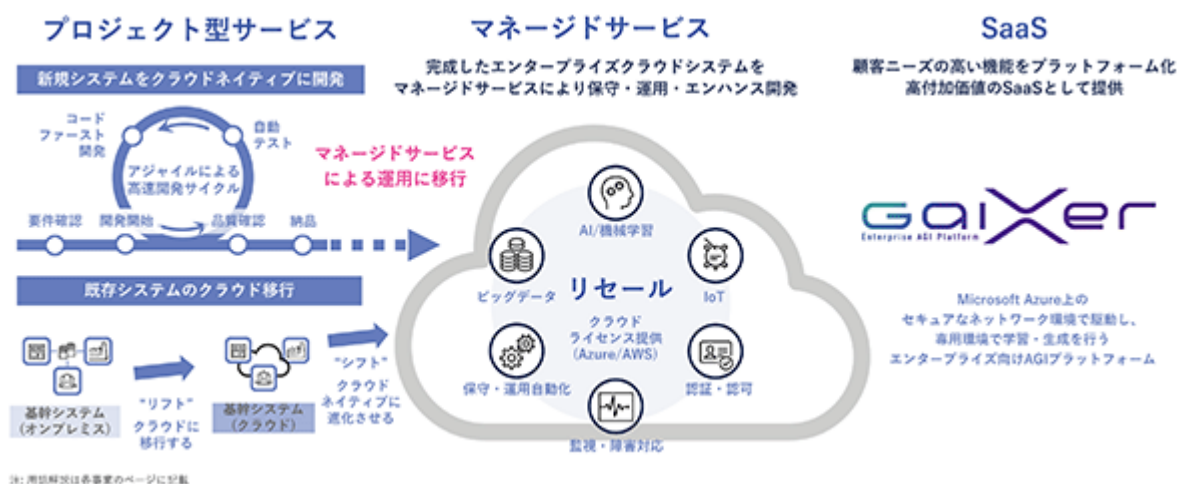 プロジェクト型サービス
新規システムをクラウドネイティブに開発
コード
ファースト
開発
自動
テスト
アジャイルによる
高速開発サイクル
要件確認
開発開始
品質確認
納品
マネージドサービス
による運用に移行
既存システムのクラウド移行
基幹システム
(オンプレミス)
"リフト"
クラウドに
移行する
基幹システム
(クラウド)
"シフト"
クラウド
ネイティブに
進化させる
注: 用語解説は各事業のページに記載
マネージドサービス
完成したエンタープライズクラウドシステムを
マネージドサービスにより保守・運用・エンハンス開発
AI/機械学習
ビッグデータ
IoT
リセール
クラウド
ライセンス提供
(Azure/AWS)
保守・運用自動化
認証・認可
監視・障害対応
SaaS
顧客ニーズの高い機能をプラットフォーム化
高付加価値のSaaSとして提供
GaiXer
Enterprise AGI Platform
Microsoft Azure上の
セキュアなネットワーク環境で駆動し、
専用環境で学習・生成を行う
エンタープライズ向けAGIプラットフォーム